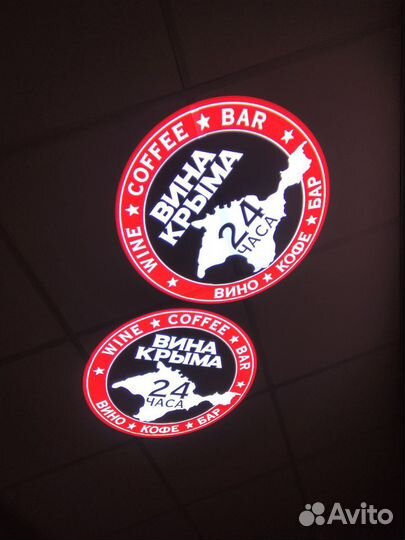 WINE ★ COFFEE ★ BAR
ВИНА
КРЫМА
24
ЧАСА
ВИНО ★ КОФЕ ★ БАР
WINE ★ COFFEE ★ BAR
ВИНА
КРЫМА
24
ЧАСА
ВИНО ★ КОФЕ ★ БАР
Avito